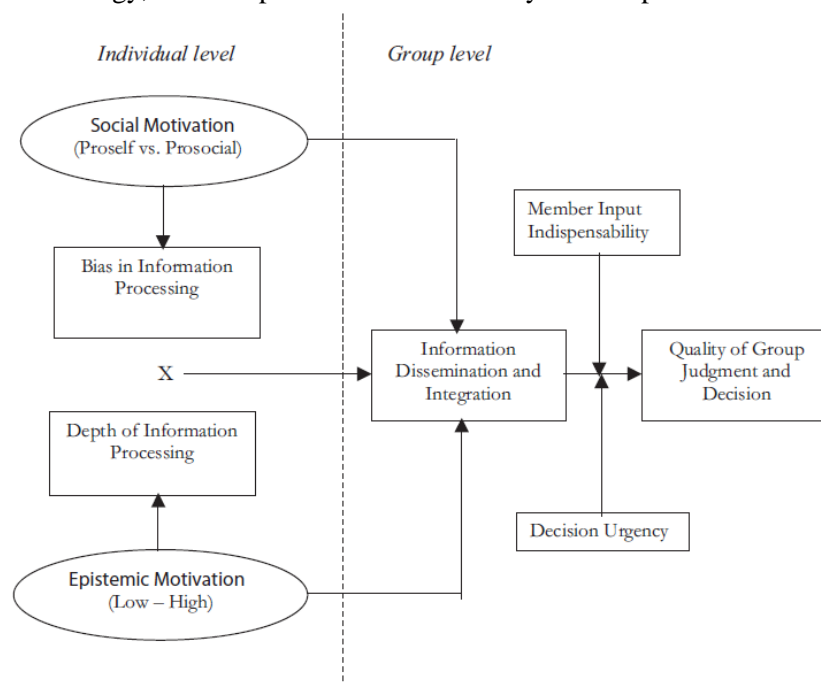 Individual level
Group level
Social Motivation
(Proself vs. Prosocial)
Member Input
Indispensability
Bias in Information
Processing
X
Information
Dissemination and
Integration
Quality of Group
Judgment and
Decision
Depth of Information
Processing
Decision Urgency
Epistemic Motivation
(Low – High)